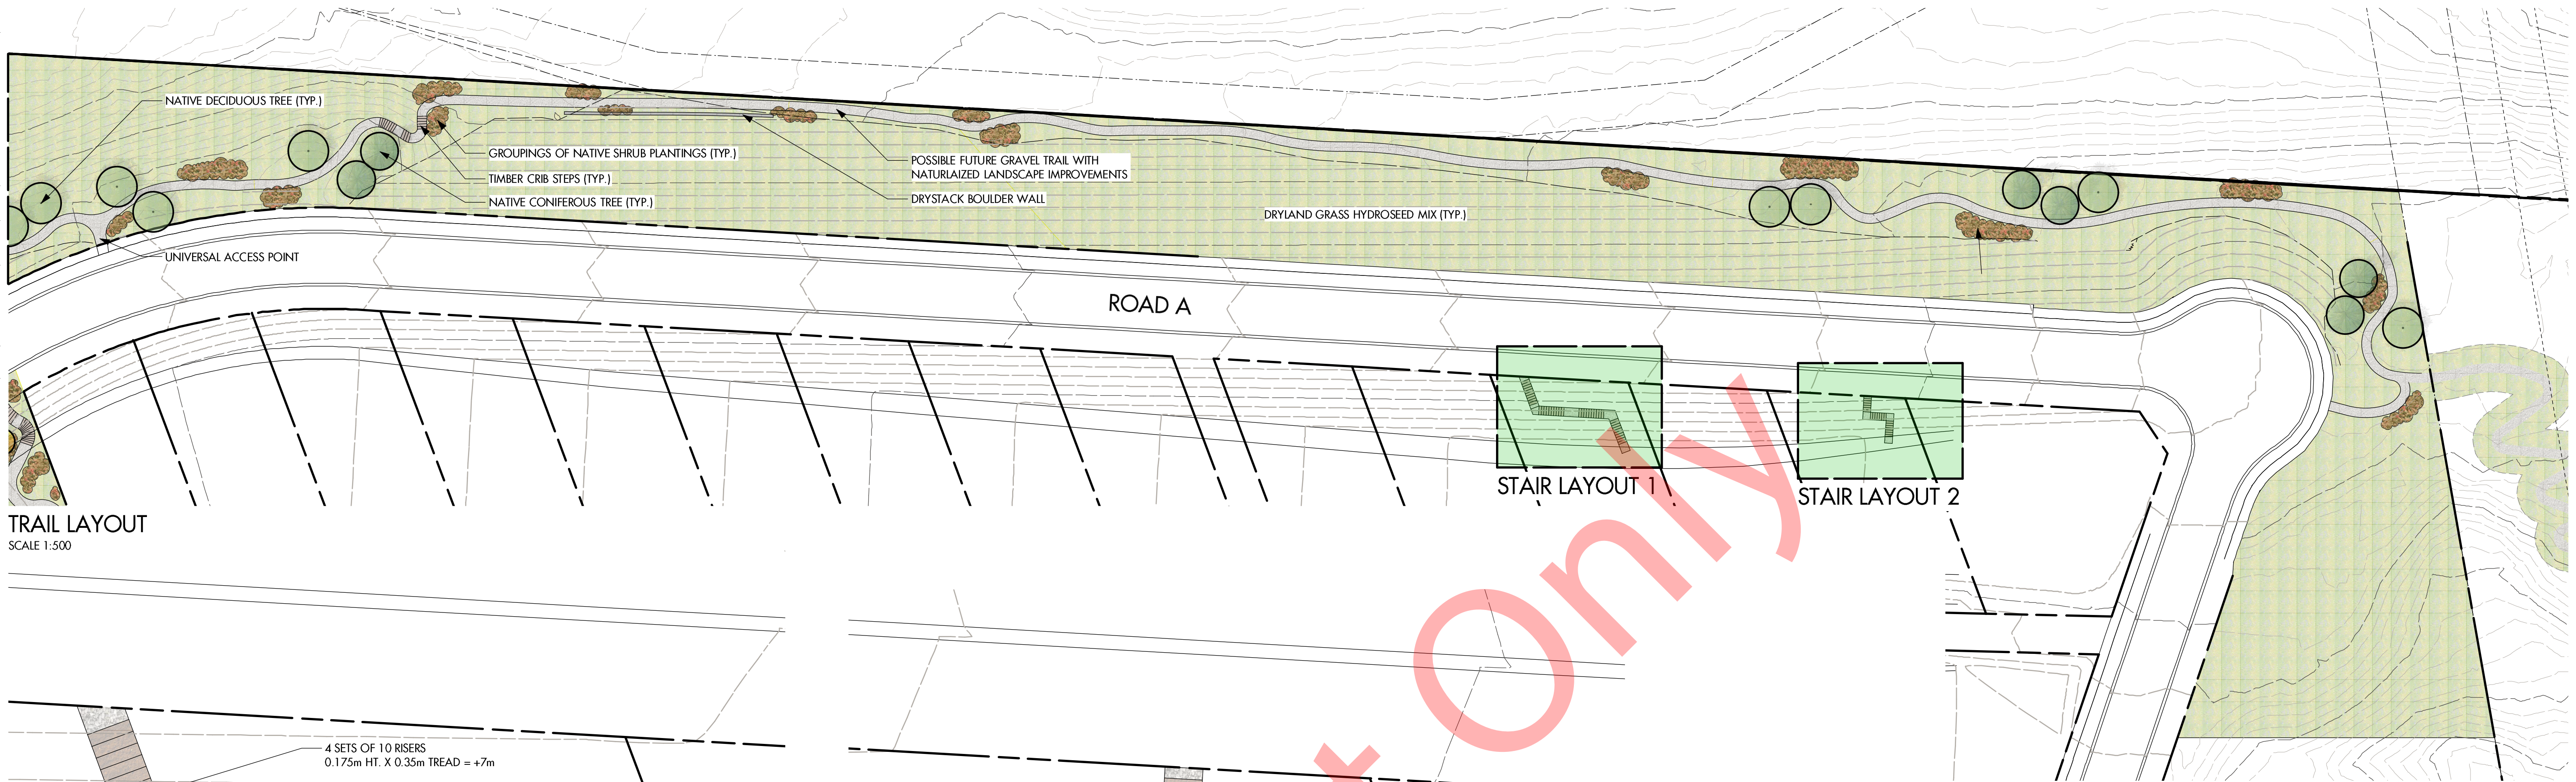 NATIVE DECIDUOUS TREE (TYP.)
GROUPINGS OF NATIVE SHRUB PLANTINGS (TYP.)
TIMBER CRIB STEPS (TYP.)
NATIVE CONIFEROUS TREE (TYP.)
POSSIBLE FUTURE GRAVEL TRAIL WITH
NATURLAIZED LANDSCAPE IMPROVEMENTS
DRYSTACK BOULDER WALL
DRYLAND GRASS HYDROSEED MIX (TYP.)
UNIVERSAL ACCESS POINT
ROAD A
STAIR LAYOUT 1
STAIR LAYOUT 2
TRAIL LAYOUT
SCALE 1:500
4 SETS OF 10 RISERS
0.175m HT. X 0.35m TREAD = +7m
Only